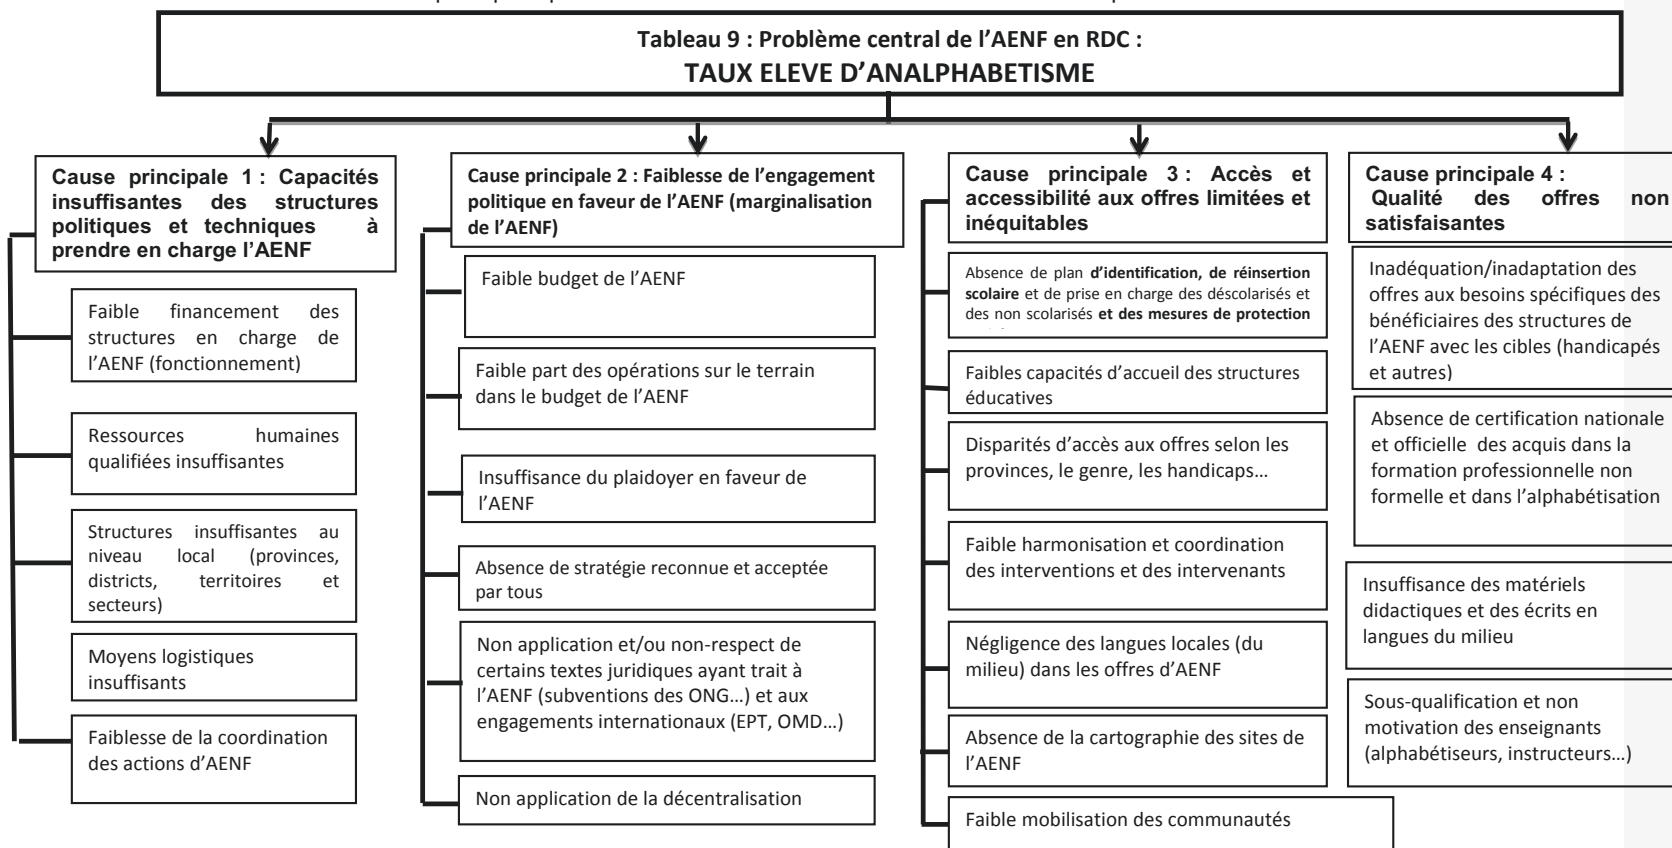 Tableau 9 : Problème central de l’AENF en RDC :
TAUX ELEVE D’ANALPHABETISME
Cause principale 1 : Capacités
insuffisantes des structures
politiques et techniques à
prendre en charge l’AENF
Faible financement des
structures en charge de
l’AENF (fonctionnement)
Ressources humaines
qualifiées insuffisantes
Structures insuffisantes au
niveau local (provinces,
districts, territoires et
secteurs)
Moyens logistiques
insuffisants
Faiblesse de la coordination
des actions d’AENF
Cause principale 2 : Faiblesse de l’engagement
politique en faveur de l’AENF (marginalisation
de l’AENF)
Faible budget de l’AENF
Faible part des opérations sur le terrain
dans le budget de l’AENF
Insuffisance du plaidoyer en faveur de
l’AENF
Absence de stratégie reconnue et acceptée
par tous
Non application et/ou non-respect de
certains textes juridiques ayant trait à
l’AENF (subventions des ONG…) et aux
engagements internationaux (EPT, OMD…)
Non application de la décentralisation
Cause principale 3 : Accès et
accessibilité aux offres limitées et
inéquitables
Absence de plan d’identification, de réinsertion
scolaire et de prise en charge des déscolarisés et
des non scolarisés et des mesures de protection
Faibles capacités d’accueil des structures
éducatives
Disparités d’accès aux offres selon les
provinces, le genre, les handicaps…
Faible harmonisation et coordination
des interventions et des intervenants
Négligence des langues locales (du
milieu) dans les offres d’AENF
Absence de la cartographie des sites de
l’AENF
Faible mobilisation des communautés
Cause principale 4 :
Qualité des offres non
satisfaisantes
Inadéquation/inadaptation des
offres aux besoins spécifiques des
bénéficiaires des structures de
l’AENF avec les cibles (handicapés
et autres)
Absence de certification nationale
et officielle des acquis dans la
formation professionnelle non
formelle et dans l’alphabétisation
Insuffisance des matériels
didactiques et des écrits en
langues du milieu
Sous-qualification et non
motivation des enseignants
(alphabétiseurs, instructeurs…)